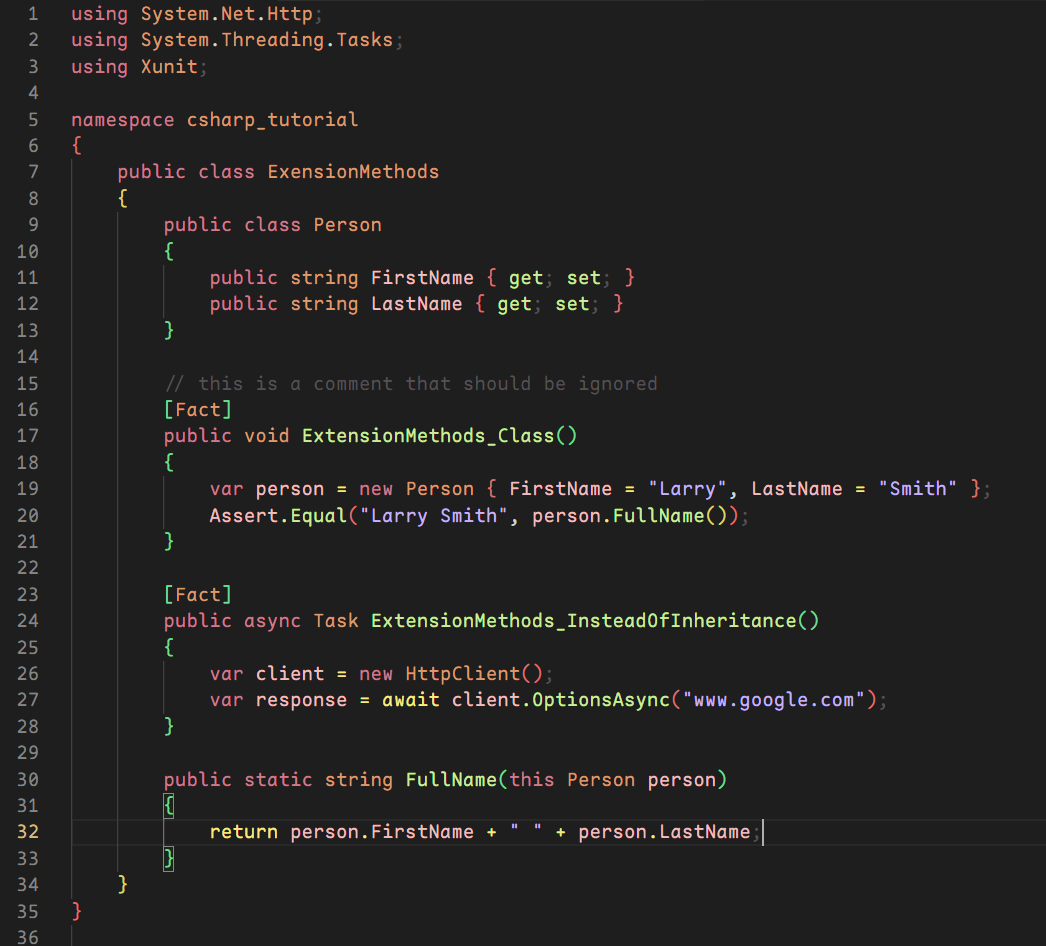 1 using System.Net.Http;
2 using System.Threading.Tasks;
3 using Xunit;
4
5 namespace csharp_tutorial
6 {
7     public class ExensionMethods
8     {
9         public class Person
10         {
11             public string FirstName { get; set; }
12             public string LastName { get; set; }
13         }
14
15         // this is a comment that should be ignored
16         [Fact]
17         public void ExtensionMethods_Class()
18         {
19             var person = new Person { FirstName = "Larry", LastName = "Smith" };
20             Assert.Equal("Larry Smith", person.FullName());
21         }
22
23         [Fact]
24         public async Task ExtensionMethods_InsteadOfInheritance()
25         {
26             var client = new HttpClient();
27             var response = await client.OptionsAsync("www.google.com");
28         }
29
30         public static string FullName(this Person person)
31         {
32             return person.FirstName + " " + person.LastName;
33         }
34     }
35 }
36